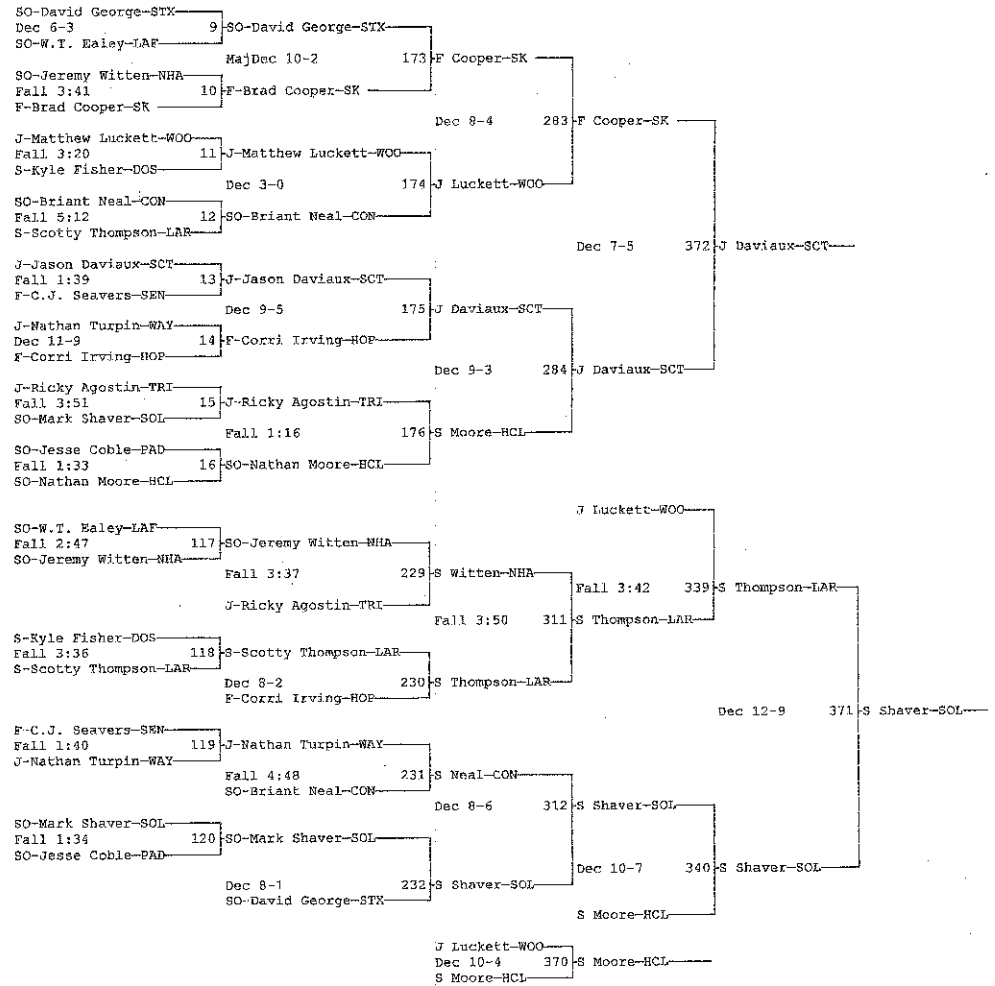 SO-David George-STX
Dec 6-3 9 SO-David George-STX
SO-W.T. Ealey-LAF
MajDec 10-2 173 F Cooper-SK
SO-Jeremy Witten-NHA
Fall 3:41 10 F-Brad Cooper-SK
F-Brad Cooper-SK
Dec 8-4 283 F Cooper-SK
J-Matthew Luckett-WOO
Fall 3:20 11 J-Matthew Luckett-WOO
S-Kyle Fisher-DOS
Dec 3-0 174 J Luckett-WOO
SO-Briant Neal-CON
Fall 5:12 12 SO-Briant Neal-CON
S-Scotty Thompson-LAR
Dec 7-5 372 J Daviaux-SCT
J-Jason Daviaux-SCT
Fall 1:39 13 J-Jason Daviaux-SCT
F-C.J. Seavers-SEN
Dec 9-5 175 J Daviaux-SCT
J-Nathan Turpin-WAY
Dec 11-9 14 F-Corri Irving-HOP
F-Corri Irving-HOP
Dec 9-3 284 J Daviaux-SCT
J-Ricky Agostin-TRI
Fall 3:51 15 J-Ricky Agostin-TRI
SO-Mark Shaver-SOL
Fall 1:16 176 S Moore-HCL
SO-Jesse Coble-PAD
Fall 1:33 16 SO-Nathan Moore-HCL
SO-Nathan Moore-HCL
J Luckett-WOO
SO-W.T. Ealey-LAF
Fall 2:47 117 SO-Jeremy Witten-NHA
SO-Jeremy Witten-NHA
Fall 3:37 229 S Witten-NHA
Fall 3:42 339 S Thompson-LAR
J-Ricky Agostin-TRI
Fall 3:50 311 S Thompson-LAR
S-Kyle Fisher-DOS
Fall 3:36 118 S-Scotty Thompson-LAR
S-Scotty Thompson-LAR
Dec 8-2 230 S Thompson-LAR
F-Corri Irving-HOP
Dec 12-9 371 S Shaver-SOL
F-C.J. Seavers-SEN
Fall 1:40 119 J-Nathan Turpin-WAY
J-Nathan Turpin-WAY
Fall 4:48 231 S Neal-CON
SO-Briant Neal-CON
Dec 8-6 312 S Shaver-SOL
SO-Mark Shaver-SOL
Fall 1:34 120 SO-Mark Shaver-SOL
SO-Jesse Coble-PAD
Dec 10-7 340 S Shaver-SOL
Dec 8-1 232 S Shaver-SOL
SO-David George-STX
S Moore-HCL
J Luckett-WOO
Dec 10-4 370 S Moore-HCL
S Moore-HCL